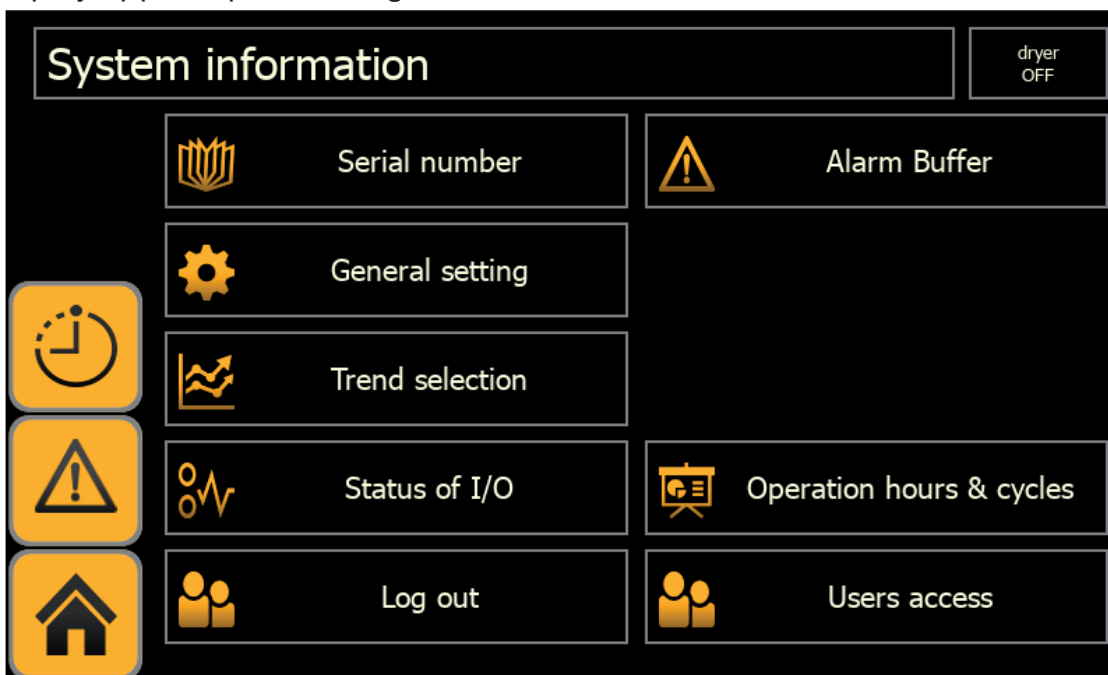 System information
dryer
OFF
Serial number
Alarm Buffer
General setting
Trend selection
Status of I/O
Operation hours & cycles
Log out
Users access